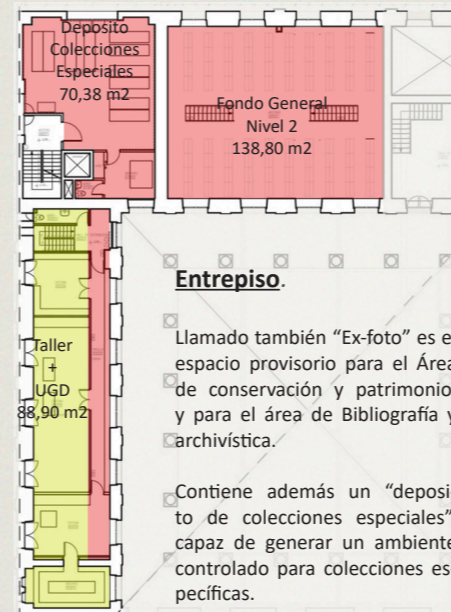 Deposito
Colecciones
Especiales
70,38 m2
Fondo General
Nivel 2
138,80 m2
Taller
+
UGD
88,90 m2
Entrepiso.
Llamado también “Ex-foto” es e
espacio provisorio para el Área
de conservación y patrimonio
y para el área de Bibliografía y
archivística.
Contiene además un “deposi
to de colecciones especiales”
capaz de generar un ambiente
controlado para colecciones es
pecíficas.